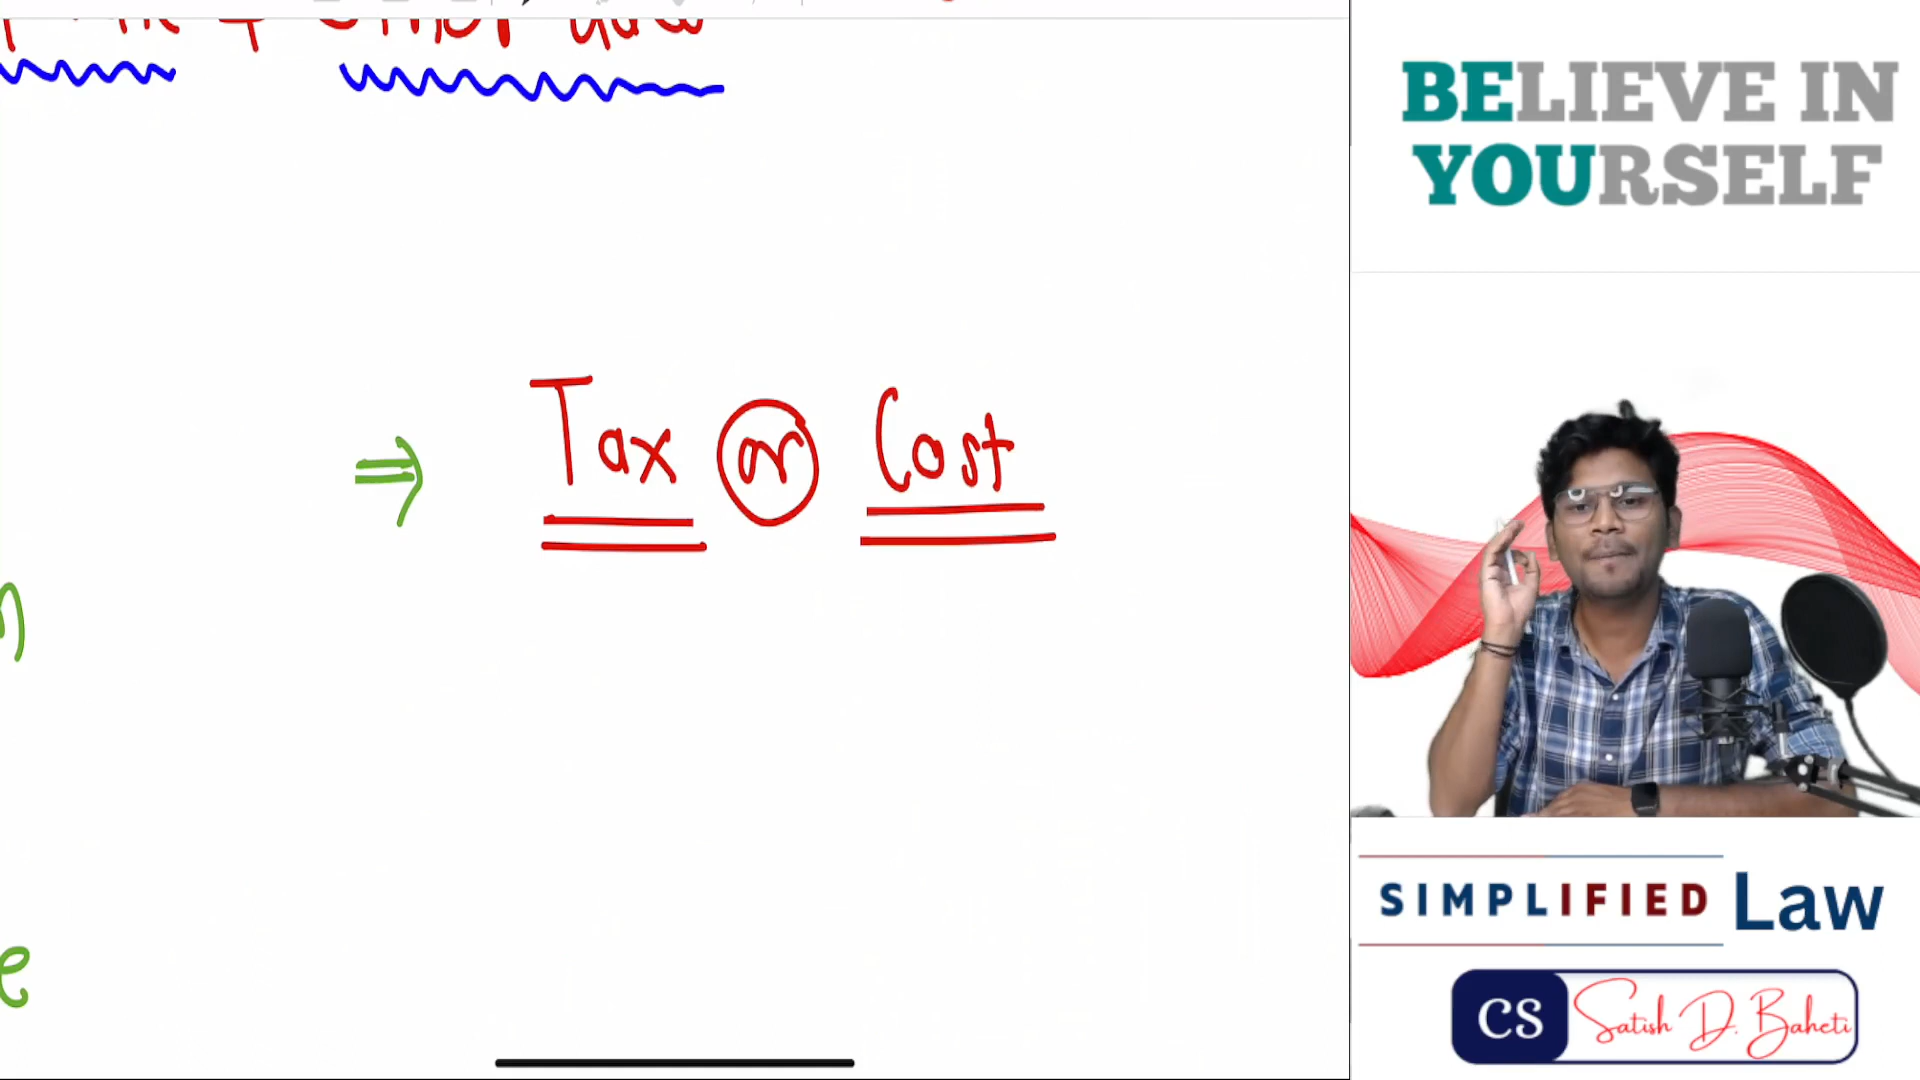 ⇒ Tax or Cost
BELIEVE IN
YOURSELF
SIMPLIFIED Law
CS Satish D. Baheti